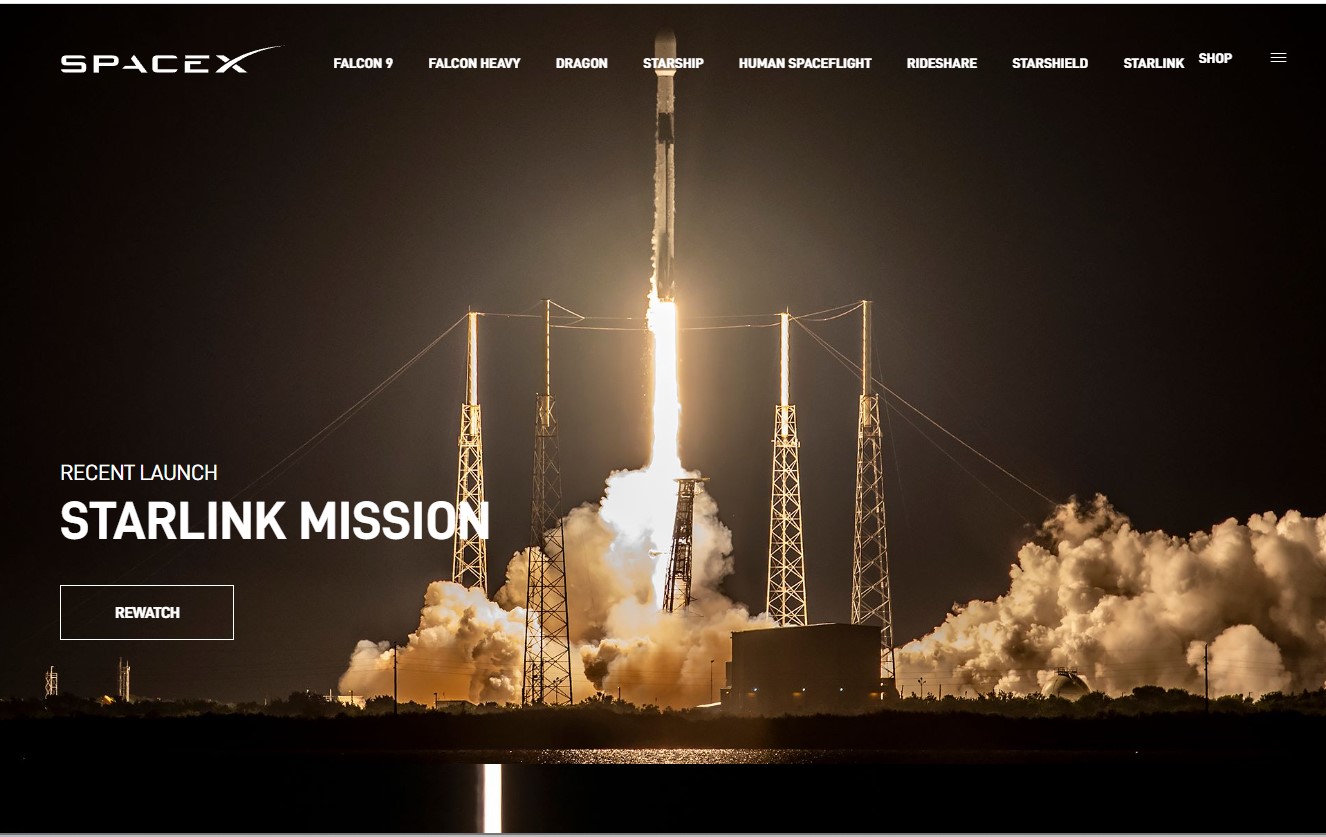 SPACEX
FALCON 9 FALCON HEAVY DRAGON STARSHIP HUMAN SPACEFLIGHT RIDESHARE STARSHIELD STARLINK SHOP
RECENT LAUNCH
STARLINK MISSION
REWATCH